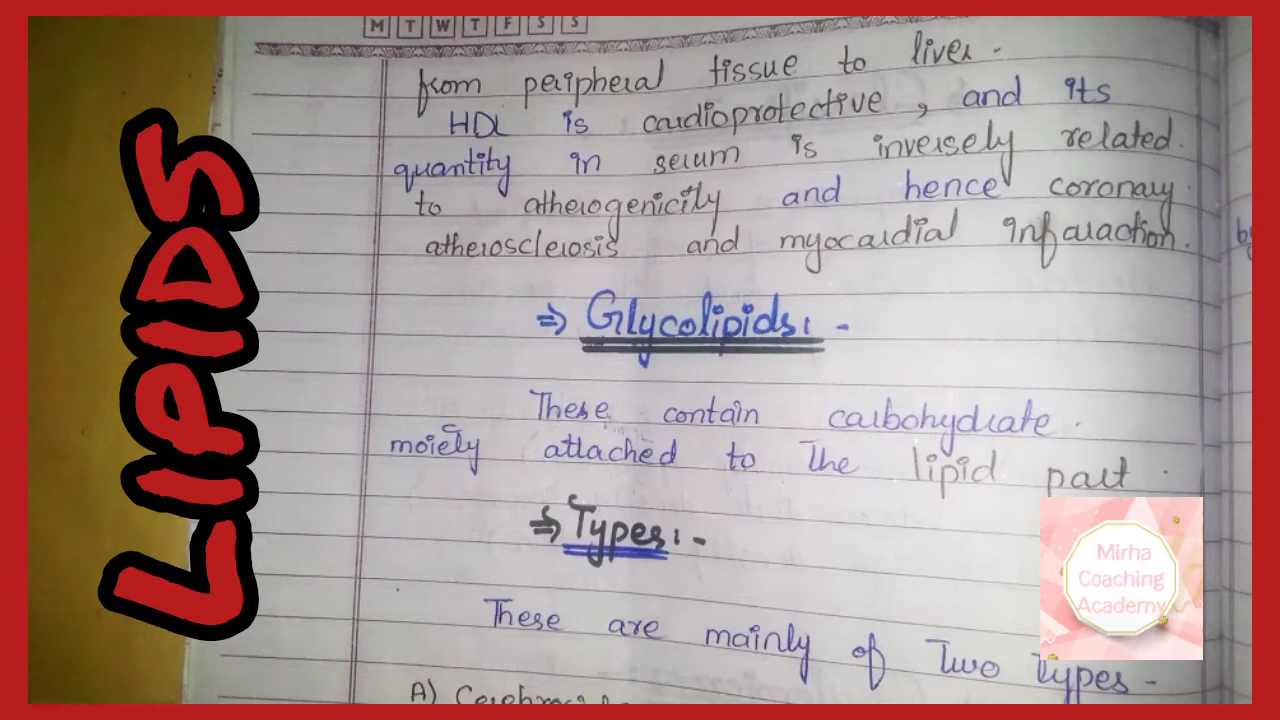 LIPIDS
M T W T F S S
from peripheral tissue to liver.
HDL is cardioprotective, and its
quantity in serum is inversely related.
to atherogenicity and hence coronary
atherosclerosis and myocardial infaraction.
⇒ Glycolipids:-
These contain carbohydrate.
moiety attached to the lipid part.
⇒ Types:-
These are mainly of Two Types-
A)
Mirha
Coaching
Academy